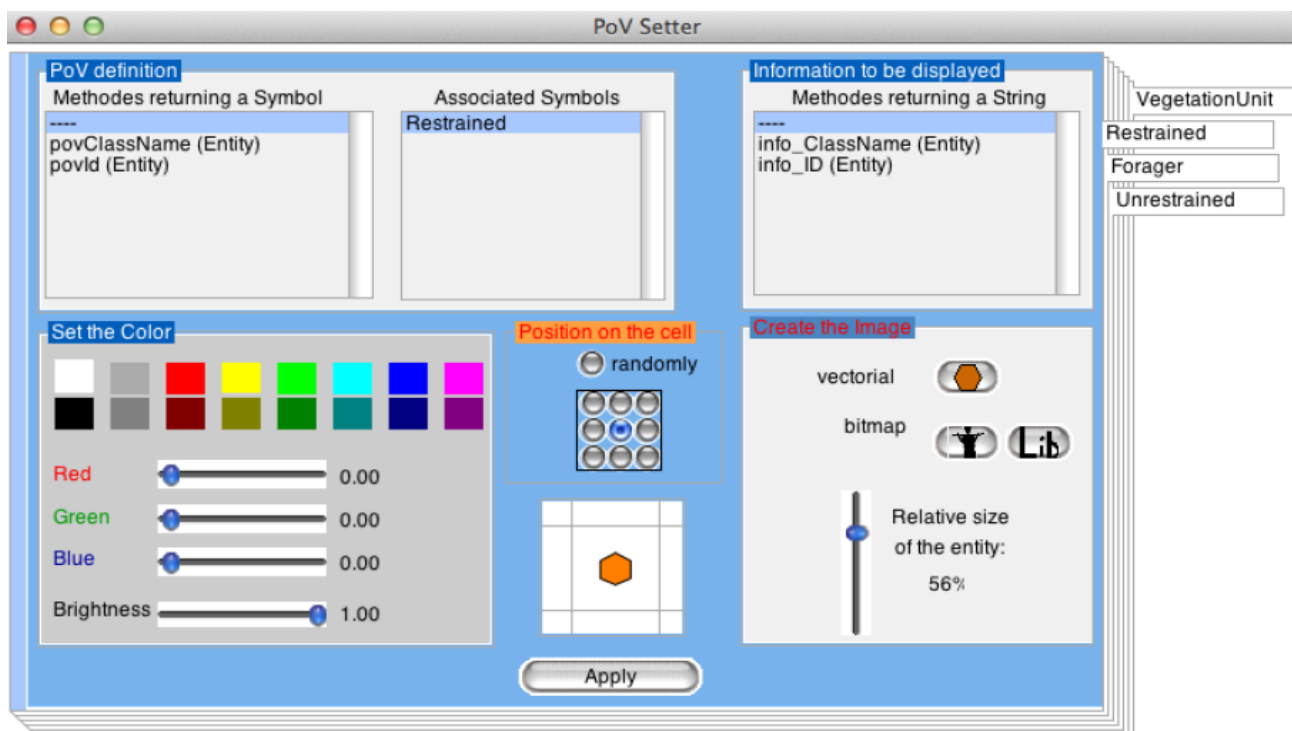 PoV Setter
PoV definition
Methodes returning a Symbol
----
povClassName (Entity)
povId (Entity)
Associated Symbols
Restrained
Information to be displayed
Methodes returning a String
----
info_ClassName (Entity)
info_ID (Entity)
VegetationUnit
Restrained
Forager
Unrestrained
Set the Color
Red 0.00
Green 0.00
Blue 0.00
Brightness 1.00
Position on the cell
randomly
Create the Image
vectorial
bitmap
Lib
Relative size
of the entity:
56%
Apply